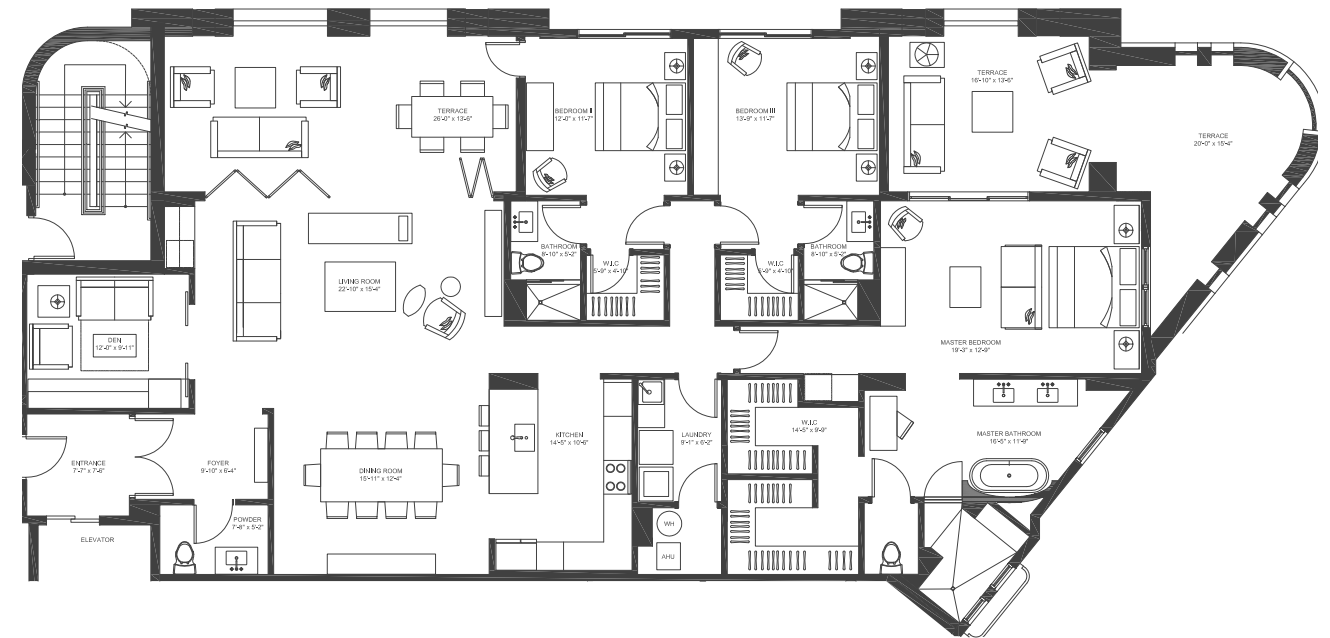 TERRACE
16'-10" x 13'-6"
TERRACE
26'-0" x 13'-6"
BEDROOM II
12'-0" x 11'-7"
BEDROOM III
13'-9" x 11'-7"
TERRACE
20'-0" x 15'-4"
BATHROOM
8'-10" x 5'-2"
W.I.C
5'-9" x 4'-10"
W.I.C
5'-9" x 4'-10"
BATHROOM
8'-10" x 5'-2"
LIVING ROOM
22'-10" x 15'-4"
DEN
12'-0" x 9'-11"
MASTER BEDROOM
19'-3" x 12'-9"
W.I.C
14'-5" x 9'-9"
KITCHEN
14'-5" x 10'-6"
LAUNDRY
9'-1" x 6'-2"
MASTER BATHROOM
16'-5" x 11'-9"
ENTRANCE
7'-7" x 7'-6"
FOYER
9'-10" x 6'-4"
DINING ROOM
15'-11" x 12'-4"
POWDER
7'-8" x 5'-2"
WH
ELEVATOR
AHU